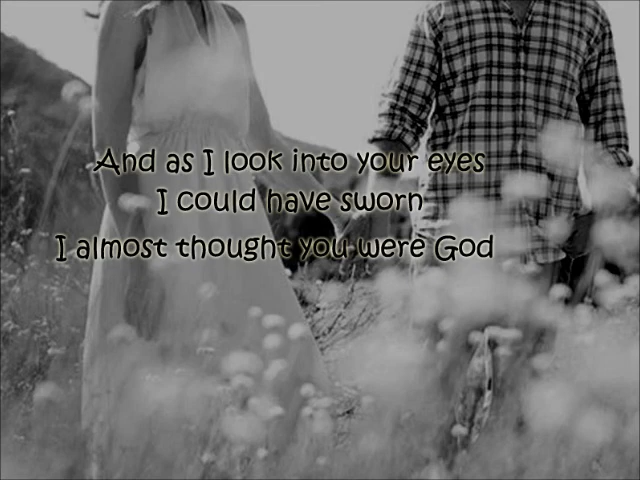 And as I look into your eyes
I could have sworn
I almost thought you were God